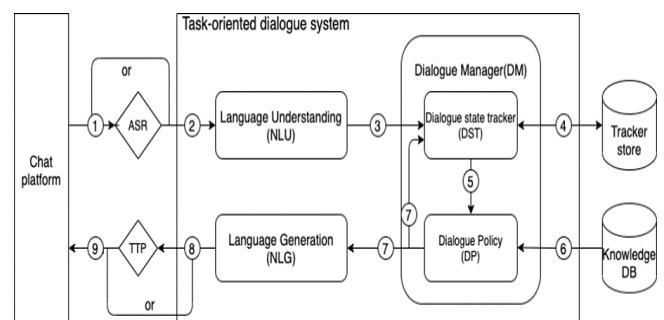 Task-oriented dialogue system
or
Chat
platform
1
ASR
2
Language Understanding
(NLU)
3
Dialogue Manager(DM)
Dialogue state tracker
(DST)
4
Tracker
store
5
7
9
TTP
8
Language Generation
(NLG)
7
Dialogue Policy
(DP)
6
Knowledge
DB
or